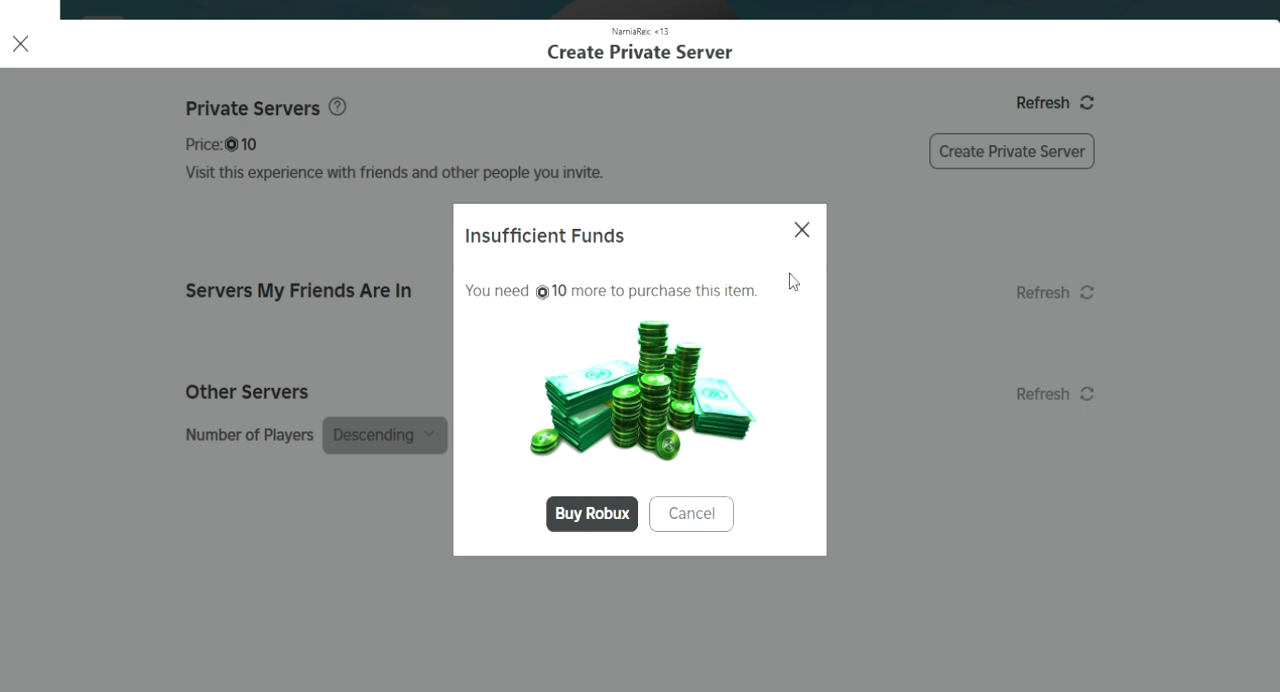 NarniaRex: <13
Create Private Server
Private Servers
Refresh
Price: 10
Create Private Server
Visit this experience with friends and other people you invite.
Insufficient Funds
You need 10 more to purchase this item.
Servers My Friends Are In
Refresh
Other Servers
Refresh
Number of Players Descending
Buy Robux
Cancel